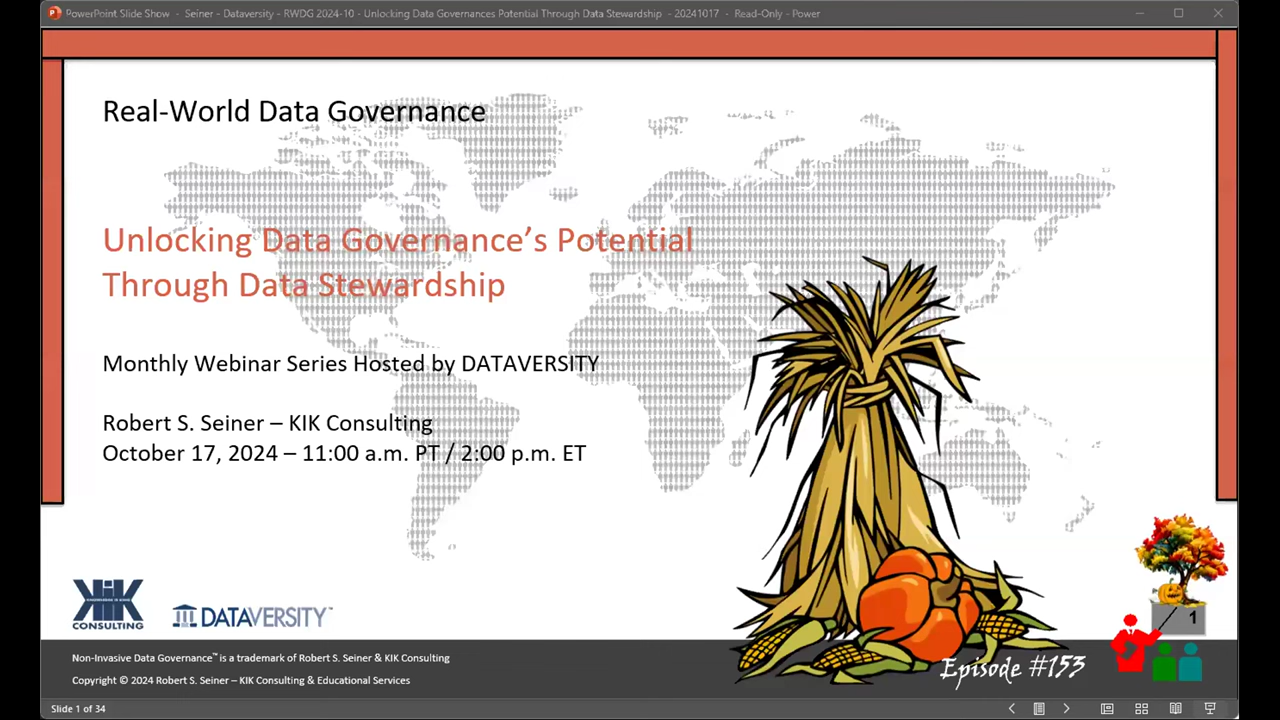 PowerPoint Slide Show - Seiner - Dataversity - RWDG 2024-10 - Unlocking Data Governances Potential Through Data Stewardship - 20241017 - Read-Only - Power
Real-World Data Governance
Unlocking Data Governance’s Potential
Through Data Stewardship
Monthly Webinar Series Hosted by DATAVERSITY
Robert S. Seiner – KIK Consulting
October 17, 2024 – 11:00 a.m. PT / 2:00 p.m. ET
KIK
CONSULTING
DATAVERSITY™
1
Episode #153
Non-Invasive Data Governance™ is a trademark of Robert S. Seiner & KIK Consulting
Copyright © 2024 Robert S. Seiner – KIK Consulting & Educational Services
Slide 1 of 34